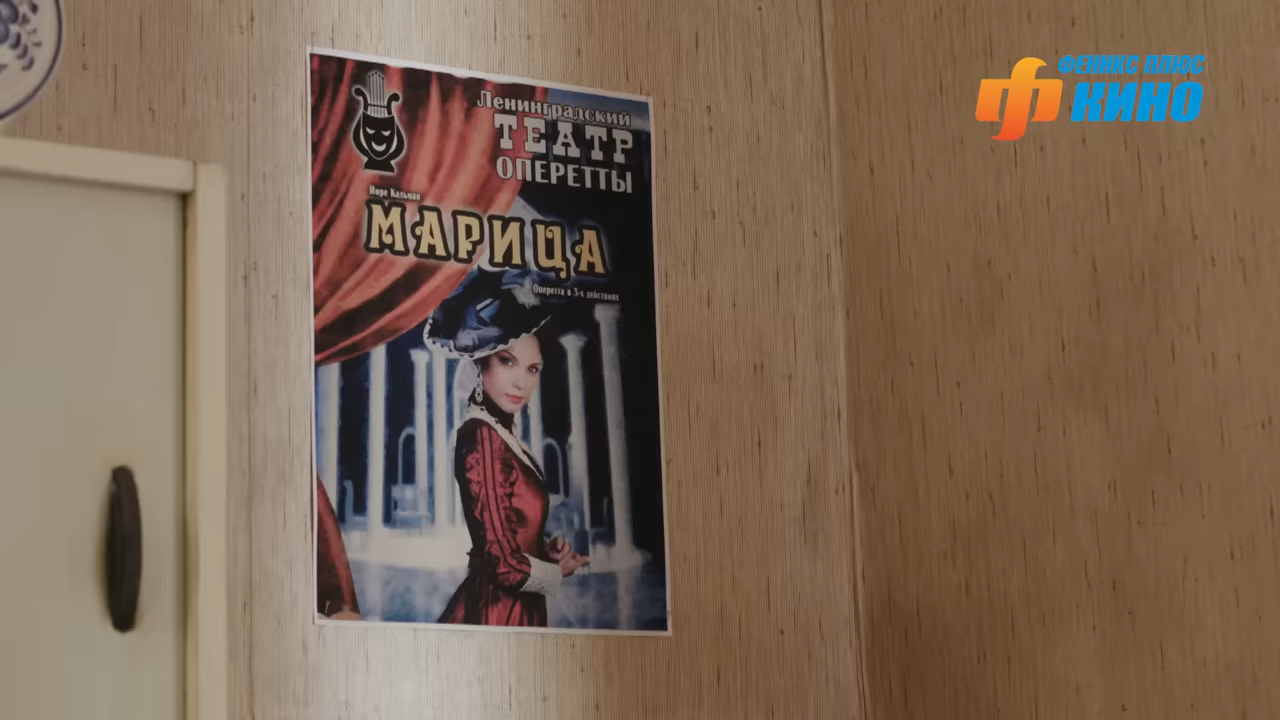 Ленинградский
ТЕАТР
ОПЕРЕТТЫ
Имре Кальман
МАРИЦА
Оперетта в 3-х действиях
ФЕНИКС ПЛЮС
КИНО